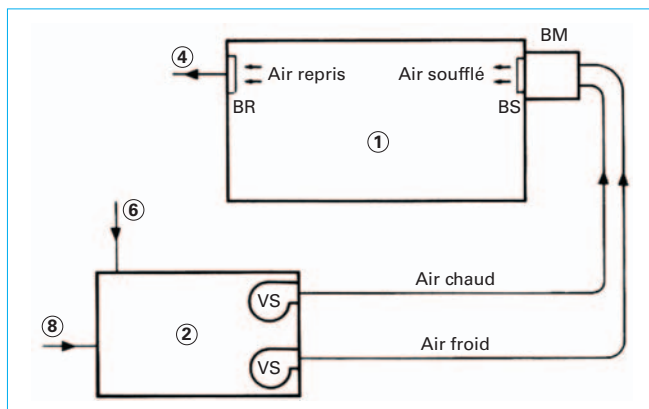 BM
④
Air repris
Air soufflé
BR
BS
①
⑥
Air chaud
VS
⑧
②
Air froid
VS